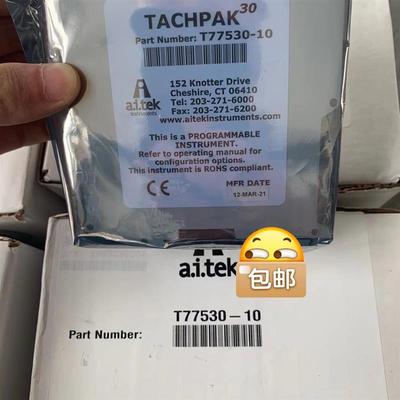 TACHPAK30
Part Number: T77530-10
152 Knotter Drive
Cheshire, CT 06410
Tel: 203-271-6000
Fax: 203-271-6200
www.aitekinstruments.com
a.i.tek
instruments
This is a PROGRAMMABLE
INSTRUMENT.
Refer to operating manual for
configuration options.
This instrument is ROHS compliant.
CE
MFR DATE
12-MAR-21
a.i.tek
包邮
T77530-10
Part Number: